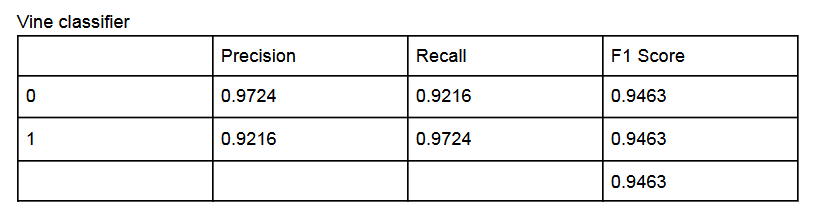 Vine classifier
Precision Recall F1 Score
0 0.9724 0.9216 0.9463
1 0.9216 0.9724 0.9463
0.9463